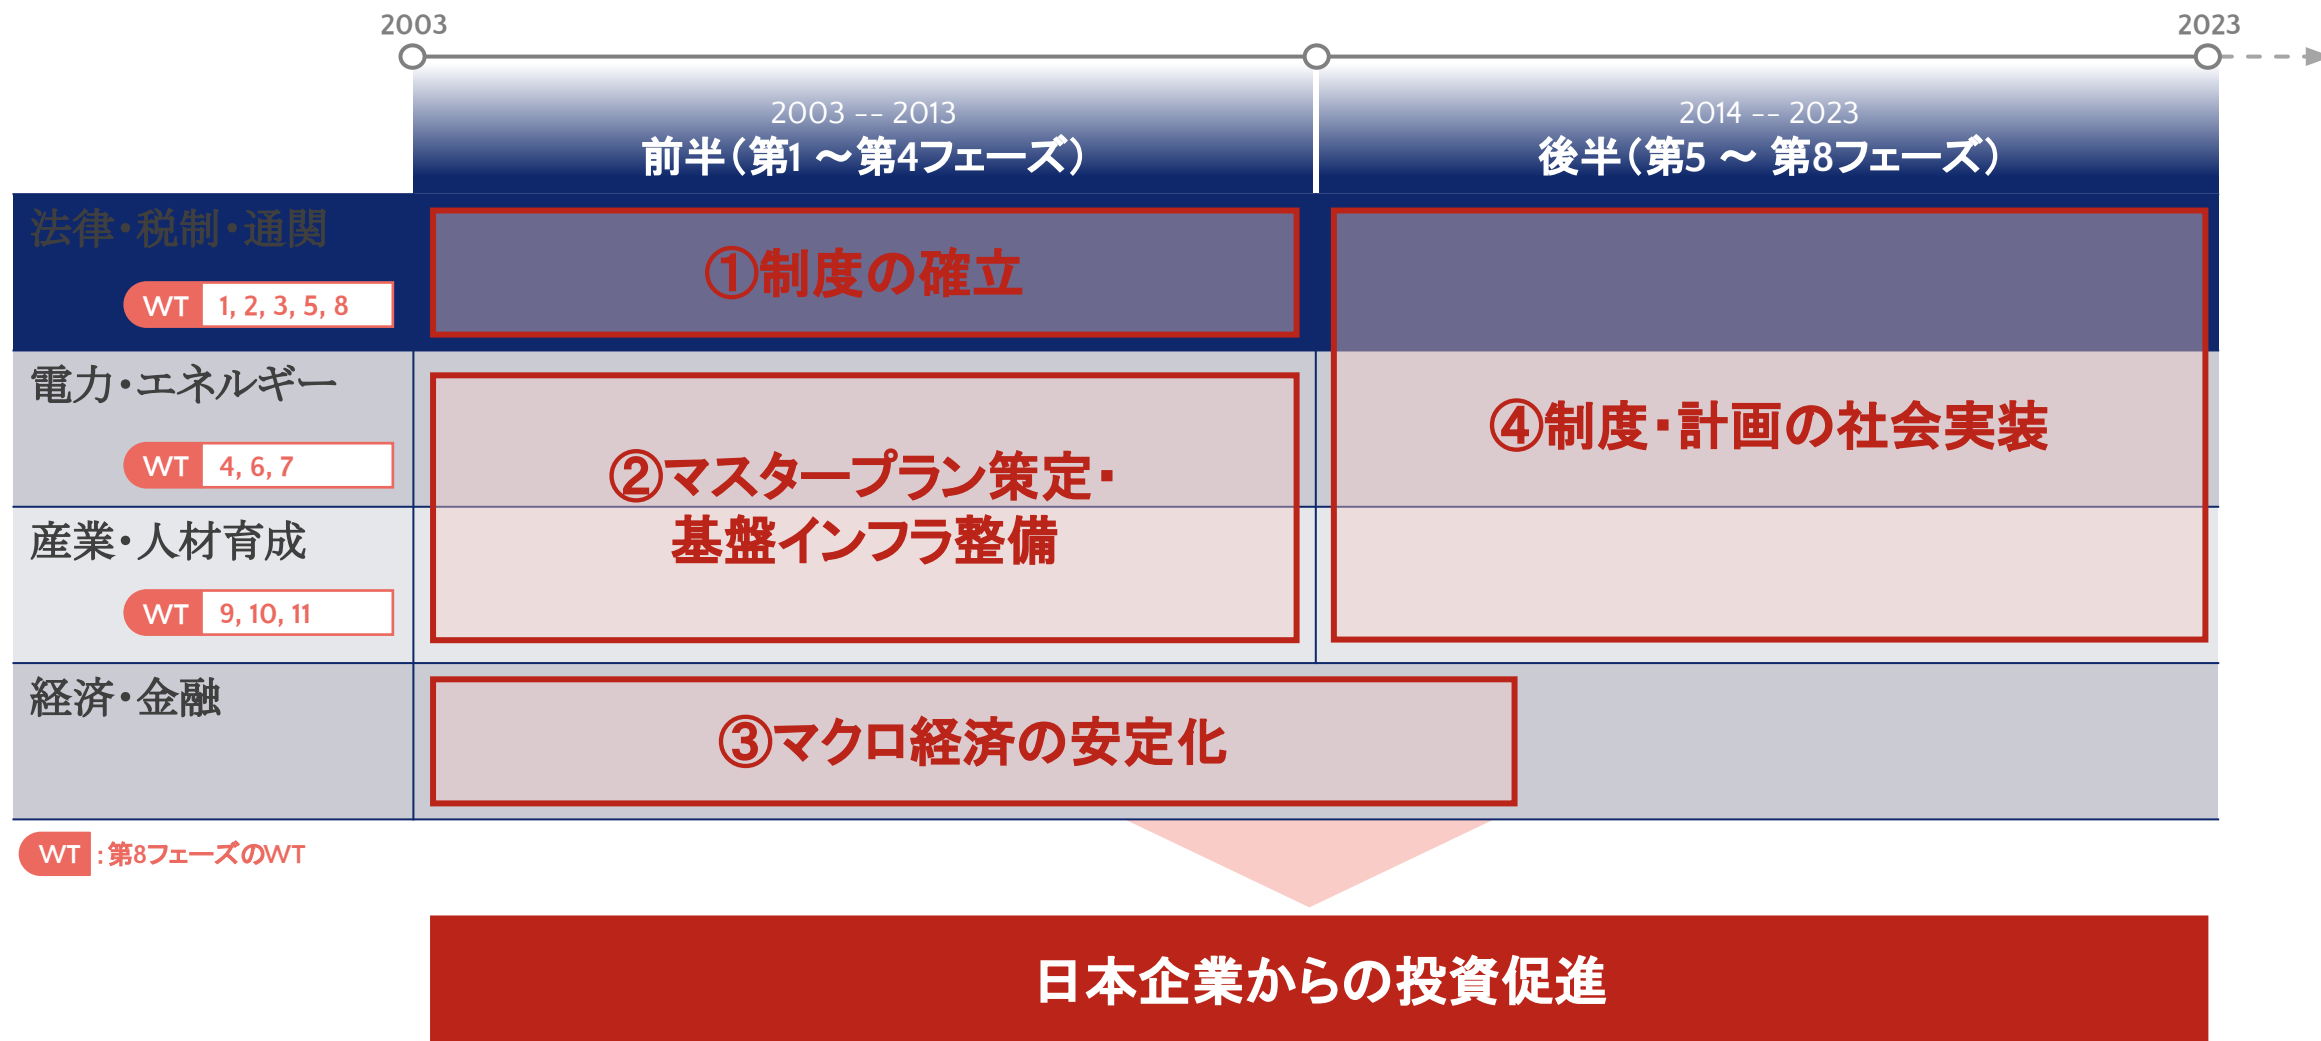 2003
2023
2003 -- 2013
前半（第1 ～第4フェーズ）
2014 -- 2023
後半（第5 ～ 第8フェーズ）
法律・税制・通関
WT 1, 2, 3, 5, 8
①制度の確立
電力・エネルギー
WT 4, 6, 7
②マスタープラン策定・
基盤インフラ整備
④制度・計画の社会実装
産業・人材育成
WT 9, 10, 11
経済・金融
③マクロ経済の安定化
WT : 第8フェーズのWT
日本企業からの投資促進